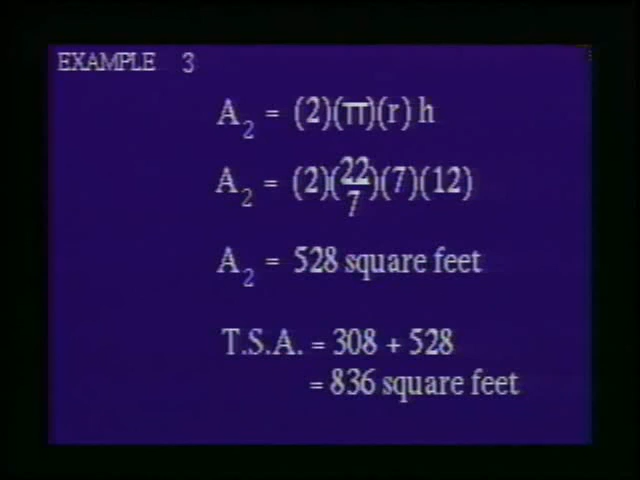 EXAMPLE 3
A₂ = (2)(π)(r) h
A₂ = (2)(22/7)(7)(12)
A₂ = 528 square feet
T.S.A. = 308 + 528
= 836 square feet